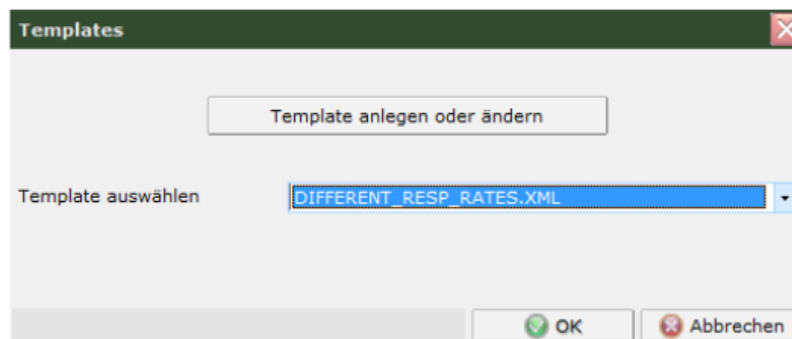 Templates
Template anlegen oder ändern
Template auswählen DIFFERENT_RESP_RATES.XML
OK Abbrechen